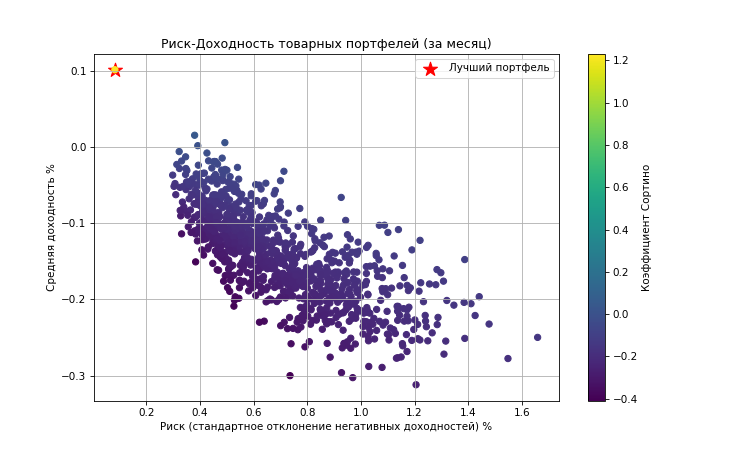 Риск-Доходность товарных портфелей (за месяц)
Лучший портфель
Средняя доходность %
0.1
0.0
−0.1
−0.2
−0.3
0.2 0.4 0.6 0.8 1.0 1.2 1.4 1.6
Риск (стандартное отклонение негативных доходностей) %
1.2
1.0
0.8
0.6
0.4
0.2
0.0
−0.2
−0.4
Коэффициент Сортино